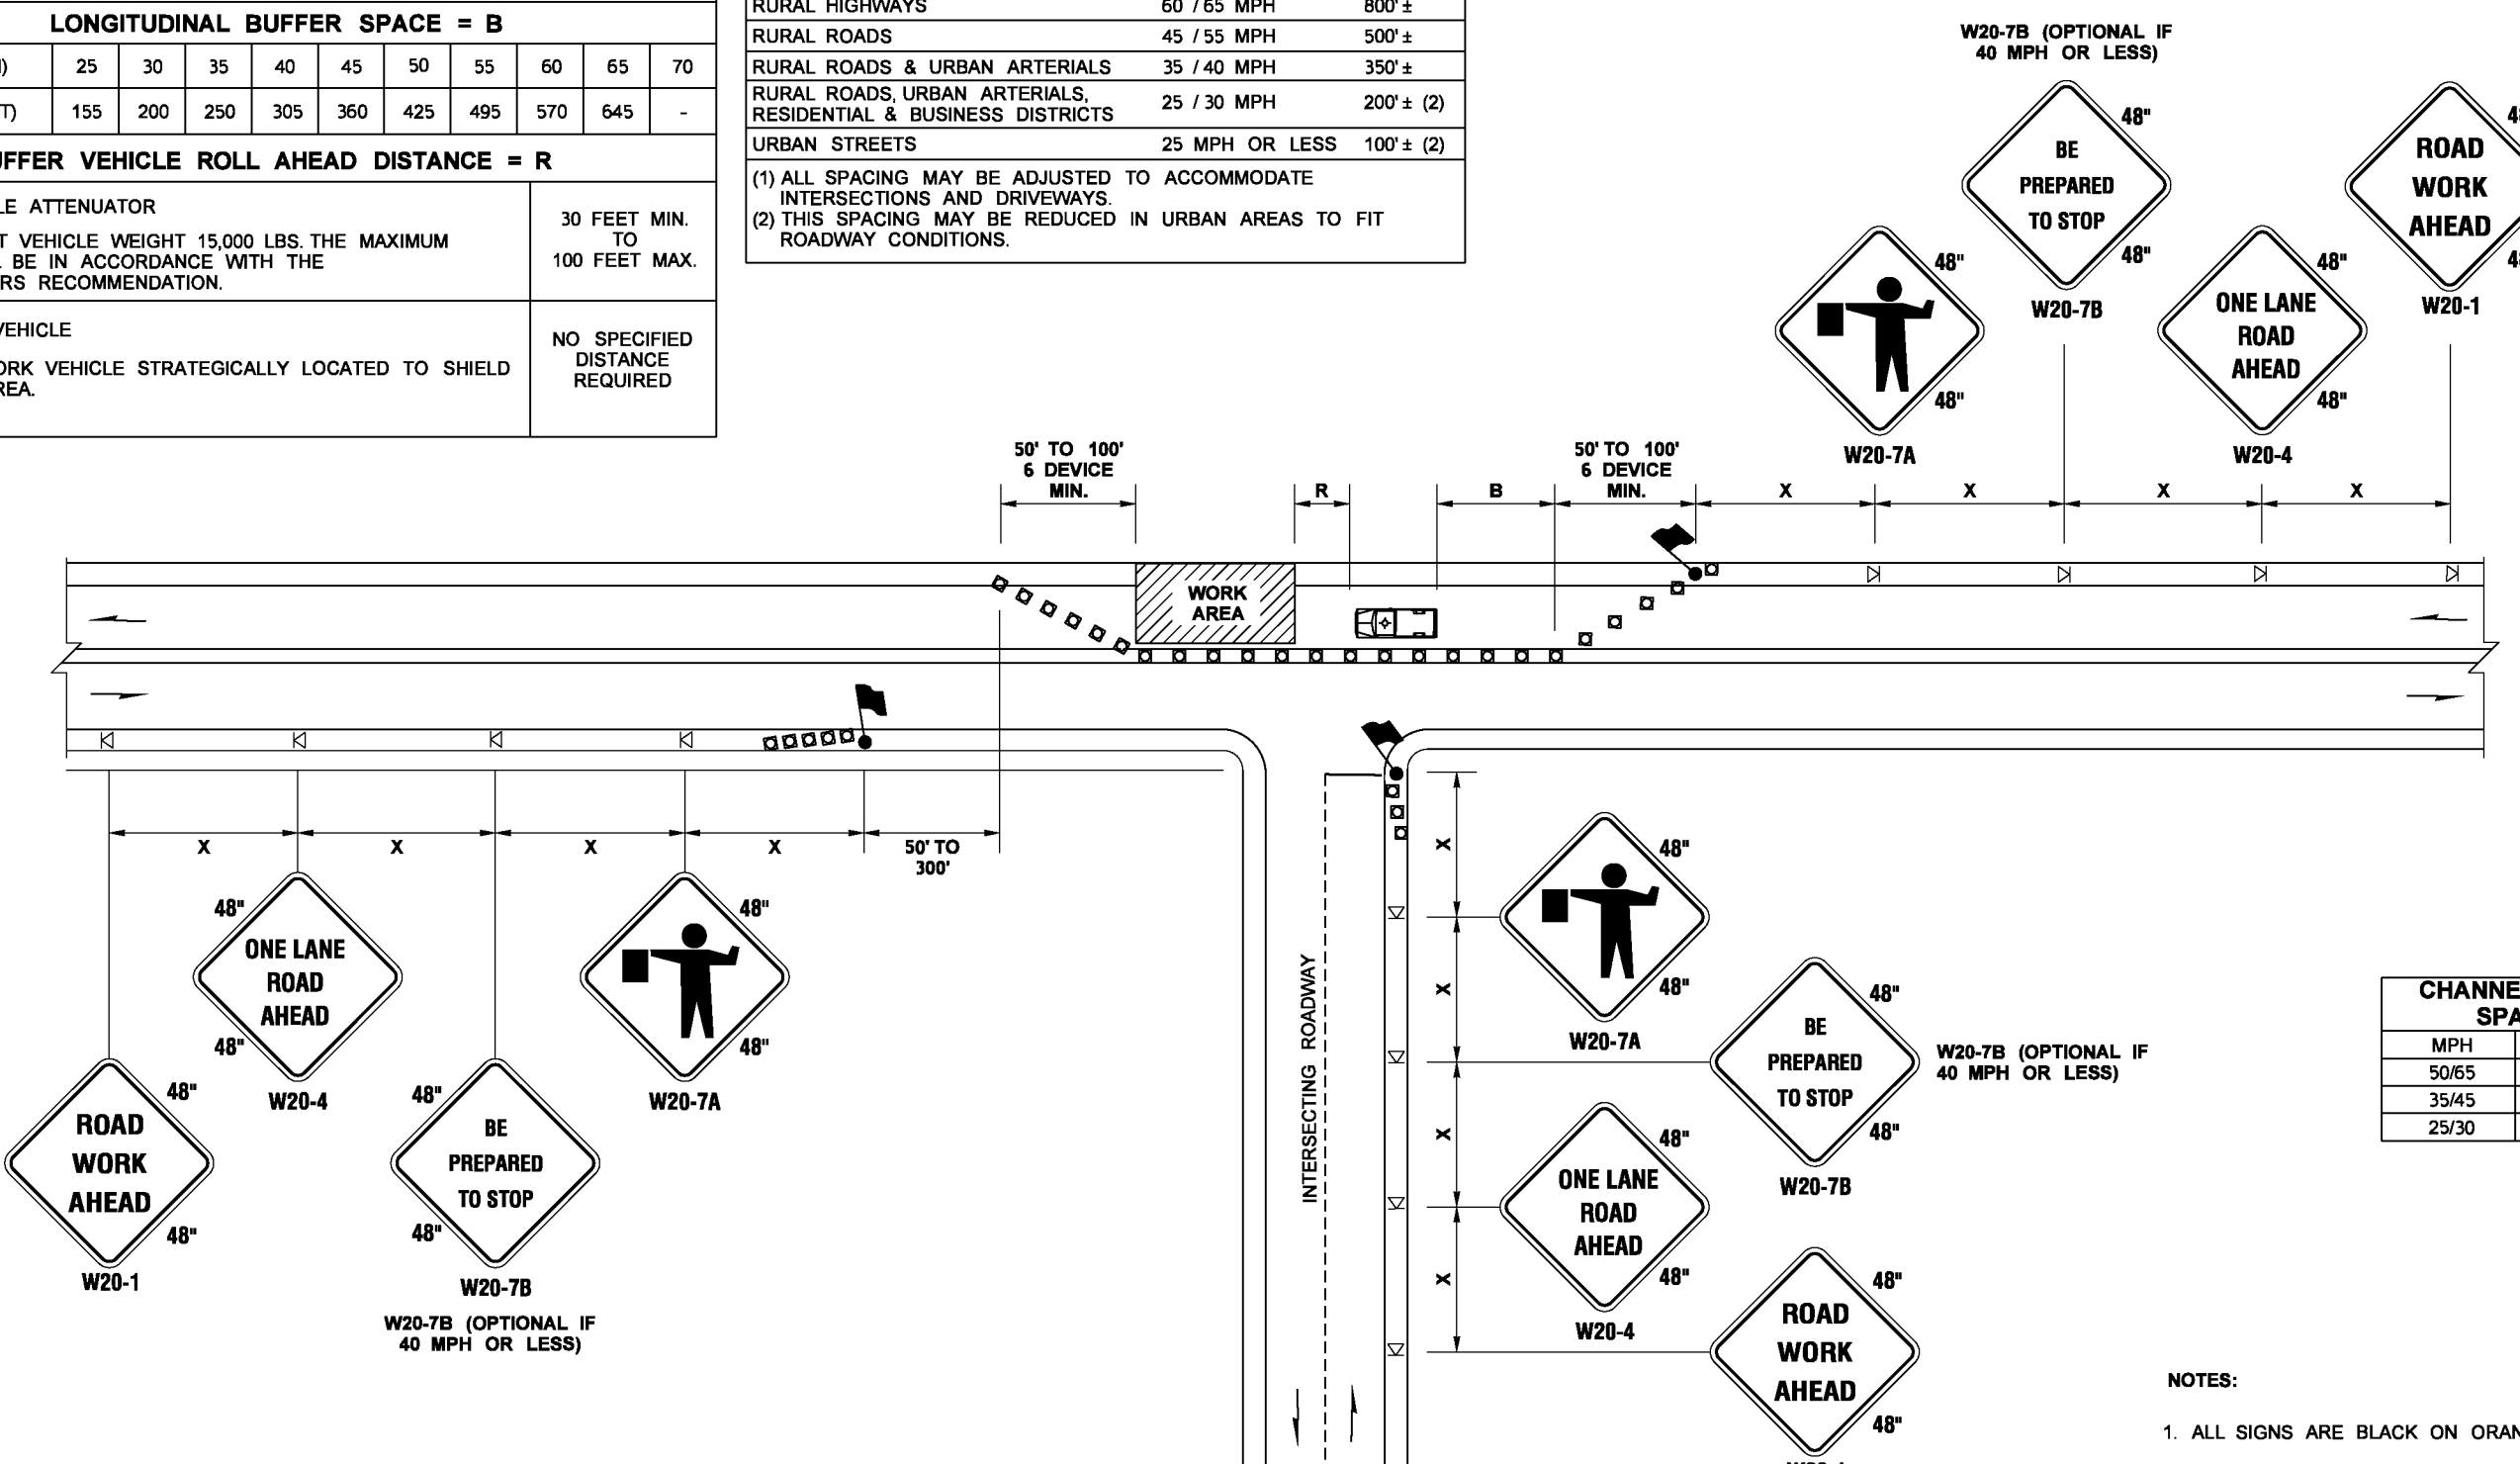 LONGITUDINAL BUFFER SPACE = B
25 30 35 40 45 50 55 60 65 70
155 200 250 305 360 425 495 570 645 -
VEHICLE ROLL AHEAD DISTANCE = R
ATTENUATOR
VEHICLE WEIGHT 15,000 LBS. THE MAXIMUM
BE IN ACCORDANCE WITH THE
RECOMMENDATION.
30 FEET MIN.
TO
100 FEET MAX.
VEHICLE
VEHICLE STRATEGICALLY LOCATED TO SHIELD
NO SPECIFIED
DISTANCE
REQUIRED
RURAL HIGHWAYS 60 / 65 MPH 800' ±
RURAL ROADS 45 / 55 MPH 500' ±
RURAL ROADS & URBAN ARTERIALS 35 / 40 MPH 350' ±
RURAL ROADS, URBAN ARTERIALS,
RESIDENTIAL & BUSINESS DISTRICTS 25 / 30 MPH 200' ± (2)
URBAN STREETS 25 MPH OR LESS 100' ± (2)
(1) ALL SPACING MAY BE ADJUSTED TO ACCOMMODATE
INTERSECTIONS AND DRIVEWAYS.
(2) THIS SPACING MAY BE REDUCED IN URBAN AREAS TO FIT
ROADWAY CONDITIONS.
W20-7B (OPTIONAL IF
40 MPH OR LESS)
48"
48"
W20-7A
BE
PREPARED
TO STOP
48"
48"
W20-7B
ONE LANE
ROAD
AHEAD
48"
48"
W20-4
ROAD
WORK
AHEAD
W20-1
50' TO 100'
6 DEVICE
MIN.
R
B
50' TO 100'
6 DEVICE
MIN.
X
X
X
X
WORK
AREA
X
X
X
X
50' TO
300'
ROAD
WORK
AHEAD
48"
48"
W20-1
48"
ONE LANE
ROAD
AHEAD
48"
W20-4
48"
BE
PREPARED
TO STOP
48"
W20-7B
W20-7B (OPTIONAL IF
40 MPH OR LESS)
48"
48"
W20-7A
INTERSECTING ROADWAY
X
X
X
X
48"
48"
W20-7A
BE
PREPARED
TO STOP
48"
48"
W20-7B
W20-7B (OPTIONAL IF
40 MPH OR LESS)
ONE LANE
ROAD
AHEAD
48"
48"
W20-4
ROAD
WORK
AHEAD
48"
48"
MPH
50/65
35/45
25/30
NOTES:
1. ALL SIGNS ARE BLACK ON